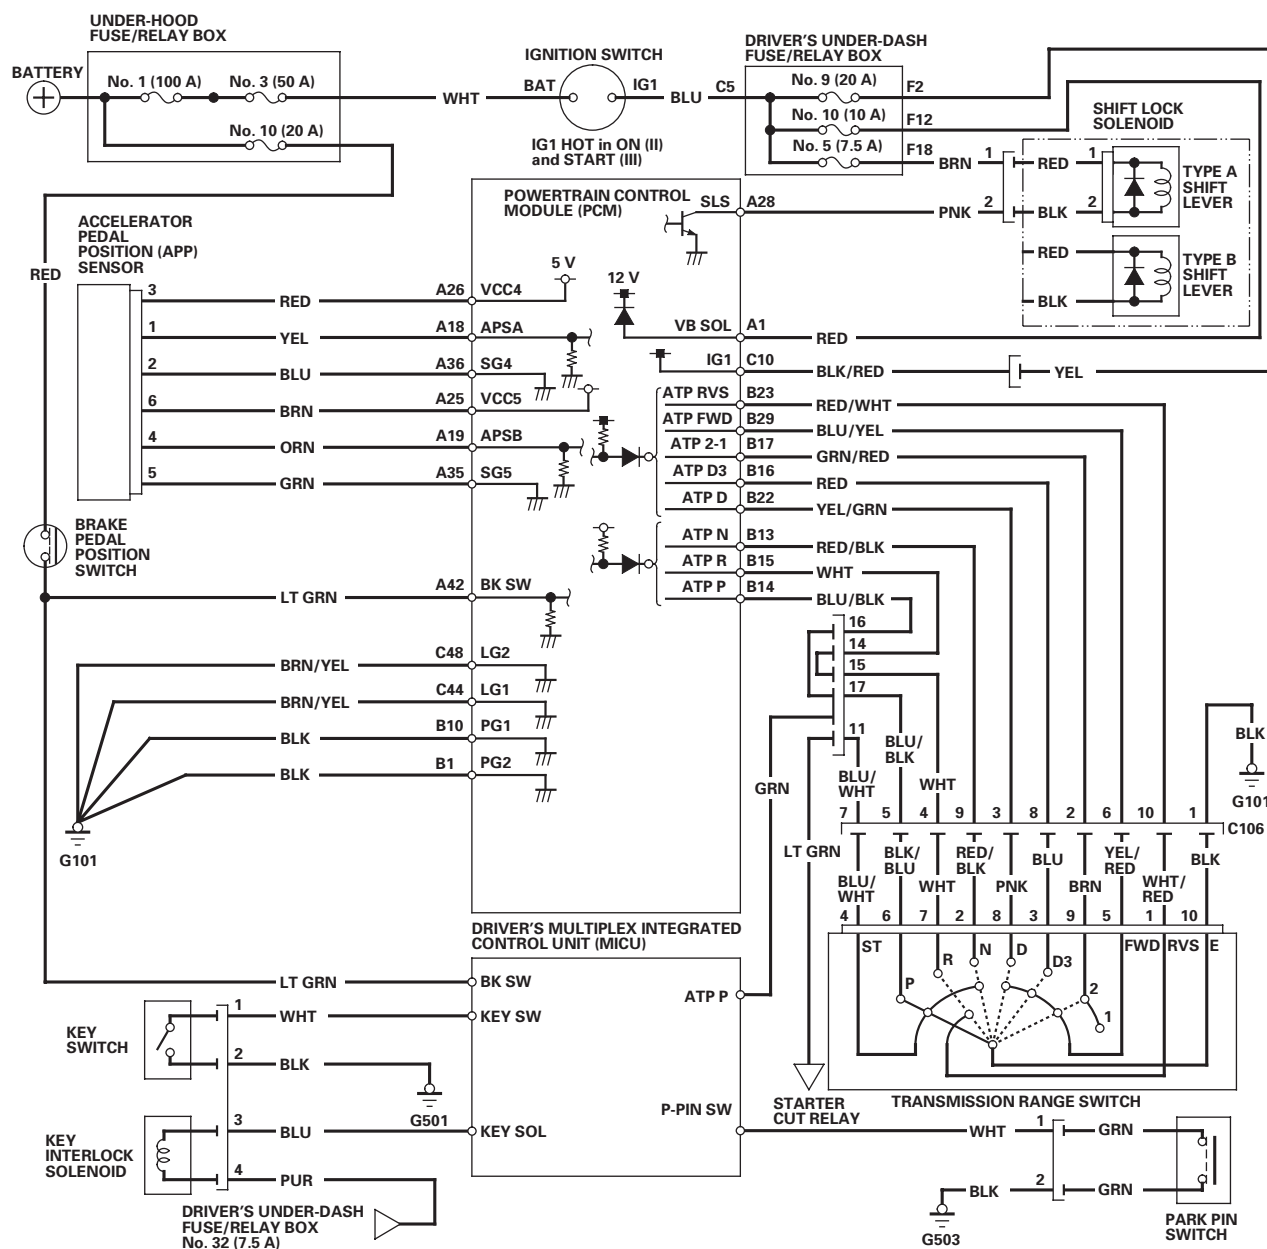 UNDER-HOOD
FUSE/RELAY BOX
BATTERY
No. 1 (100 A)
No. 3 (50 A)
No. 10 (20 A)
WHT
IGNITION SWITCH
BAT
IG1
IG1 HOT in ON (II)
and START (III)
BLU
C5
DRIVER'S UNDER-DASH
FUSE/RELAY BOX
No. 9 (20 A)
F2
No. 10 (10 A)
F12
No. 5 (7.5 A)
F18
SHIFT LOCK
SOLENOID
BRN
1
RED
1
PNK
2
BLK
2
TYPE A
SHIFT
LEVER
RED
BLK
TYPE B
SHIFT
LEVER
POWERTRAIN CONTROL
MODULE (PCM)
SLS
A28
5 V
12 V
VB SOL
A1
RED
IG1
C10
BLK/RED
YEL
RED
ACCELERATOR
PEDAL
POSITION (APP)
SENSOR
3
RED
A26
VCC4
1
YEL
A18
APSA
2
BLU
A36
SG4
6
BRN
A25
VCC5
4
ORN
A19
APSB
5
GRN
A35
SG5
ATP RVS
B23
RED/WHT
ATP FWD
B29
BLU/YEL
ATP 2-1
B17
GRN/RED
ATP D3
B16
RED
ATP D
B22
YEL/GRN
ATP N
B13
RED/BLK
ATP R
B15
WHT
ATP P
B14
BLU/BLK
BRAKE
PEDAL
POSITION
SWITCH
LT GRN
A42
BK SW
BRN/YEL
C48
LG2
BRN/YEL
C44
LG1
BLK
B10
PG1
BLK
B1
PG2
G101
16
14
15
17
11
GRN
LT GRN
BLU/
WHT
BLU/
BLK
WHT
BLK
G101
7
5
4
9
3
8
2
6
10
1
C106
BLU/
WHT
BLK/
BLU
WHT
RED/
BLK
PNK
BLU
BRN
YEL/
RED
WHT/
RED
BLK
4
6
7
2
8
3
9
5
1
10
ST
P
R
N
D
D3
2
1
FWD
RVS
E
TRANSMISSION RANGE SWITCH
STARTER
CUT RELAY
DRIVER'S MULTIPLEX INTEGRATED
CONTROL UNIT (MICU)
LT GRN
BK SW
ATP P
KEY
SWITCH
1
WHT
KEY SW
2
BLK
G501
KEY
INTERLOCK
SOLENOID
3
BLU
KEY SOL
4
PUR
DRIVER'S UNDER-DASH
FUSE/RELAY BOX
No. 32 (7.5 A)
P-PIN SW
WHT
1
GRN
BLK
2
GRN
G503
PARK PIN
SWITCH